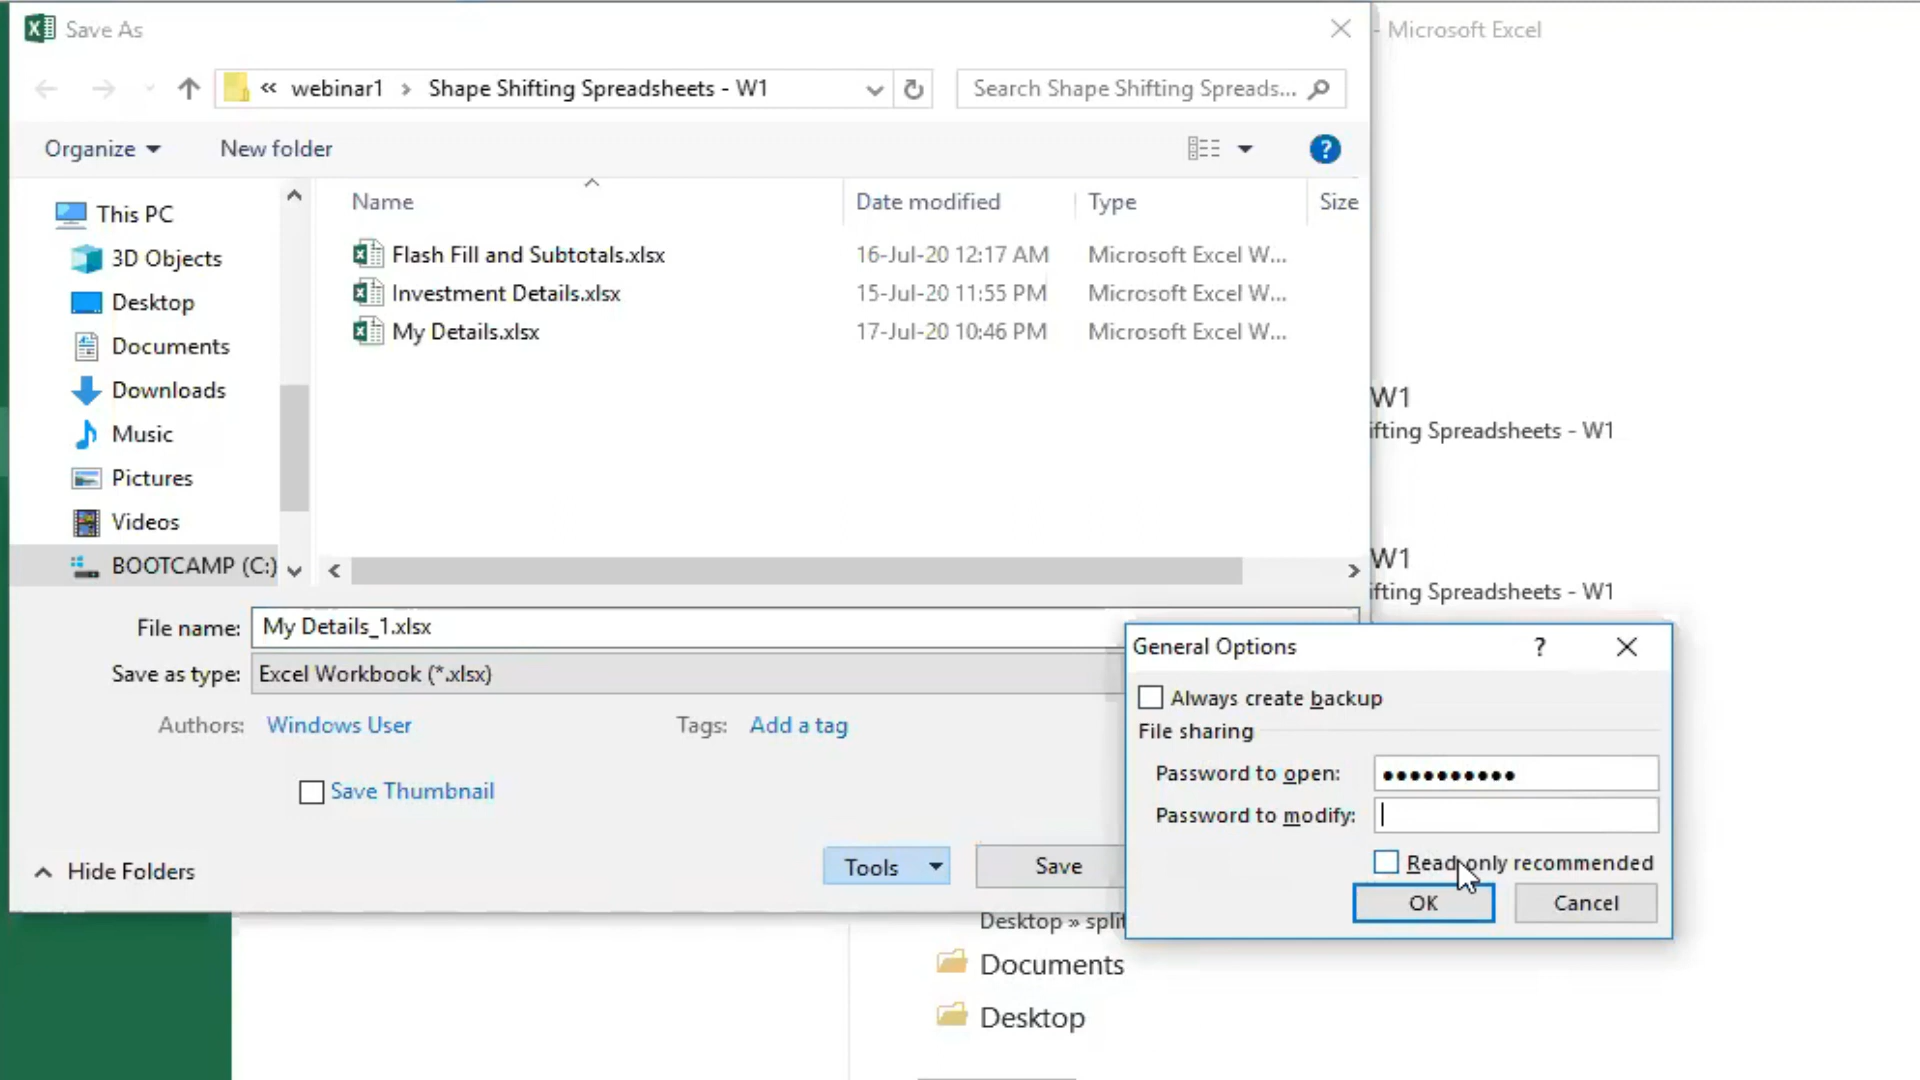 Save As
- Microsoft Excel
« webinar1 › Shape Shifting Spreadsheets - W1
Search Shape Shifting Spreads...
Organize
New folder
?
This PC
3D Objects
Desktop
Documents
Downloads
Music
Pictures
Videos
BOOTCAMP (C:)
Name Date modified Type Size
Flash Fill and Subtotals.xlsx 16-Jul-20 12:17 AM Microsoft Excel W...
Investment Details.xlsx 15-Jul-20 11:55 PM Microsoft Excel W...
My Details.xlsx 17-Jul-20 10:46 PM Microsoft Excel W...
W1
ifting Spreadsheets - W1
W1
ifting Spreadsheets - W1
File name: My Details_1.xlsx
Save as type: Excel Workbook (*.xlsx)
Authors: Windows User Tags: Add a tag
Save Thumbnail
Hide Folders
Tools
Save
General Options ?
Always create backup
File sharing
Password to open: ●●●●●●●●●●
Password to modify:
Read-only recommended
OK Cancel
Desktop » split
Documents
Desktop